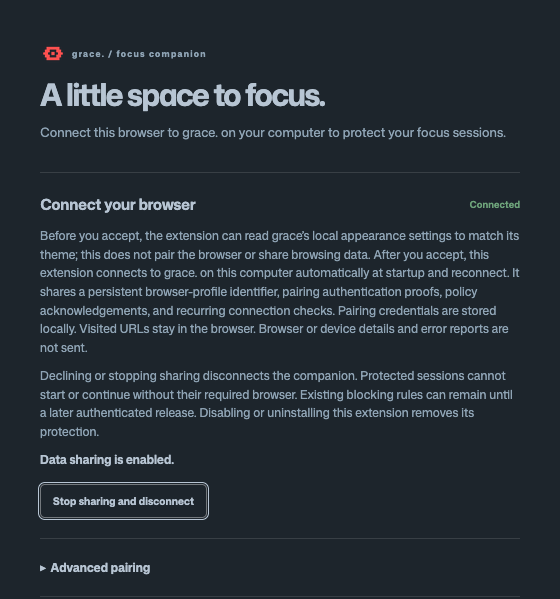 grace. / focus companion
A little space to focus.
Connect this browser to grace. on your computer to protect your focus sessions.
Connect your browser
Connected
Before you accept, the extension can read grace's local appearance settings to match its
theme; this does not pair the browser or share browsing data. After you accept, this
extension connects to grace. on this computer automatically at startup and reconnect. It
shares a persistent browser-profile identifier, pairing authentication proofs, policy
acknowledgements, and recurring connection checks. Pairing credentials are stored
locally. Visited URLs stay in the browser. Browser or device details and error reports are
not sent.
Declining or stopping sharing disconnects the companion. Protected sessions cannot
start or continue without their required browser. Existing blocking rules can remain until
a later authenticated release. Disabling or uninstalling this extension removes its
protection.
Data sharing is enabled.
Stop sharing and disconnect
Advanced pairing